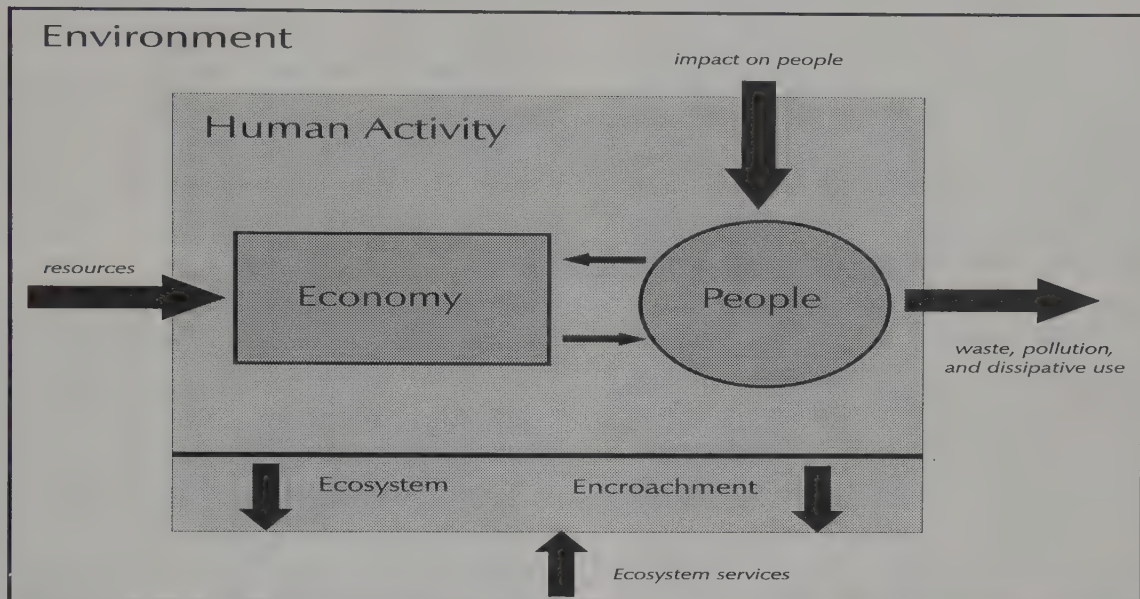 Environment
impact on people
Human Activity
resources
Economy
People
waste, pollution,
and dissipative use
Ecosystem Encroachment
Ecosystem services